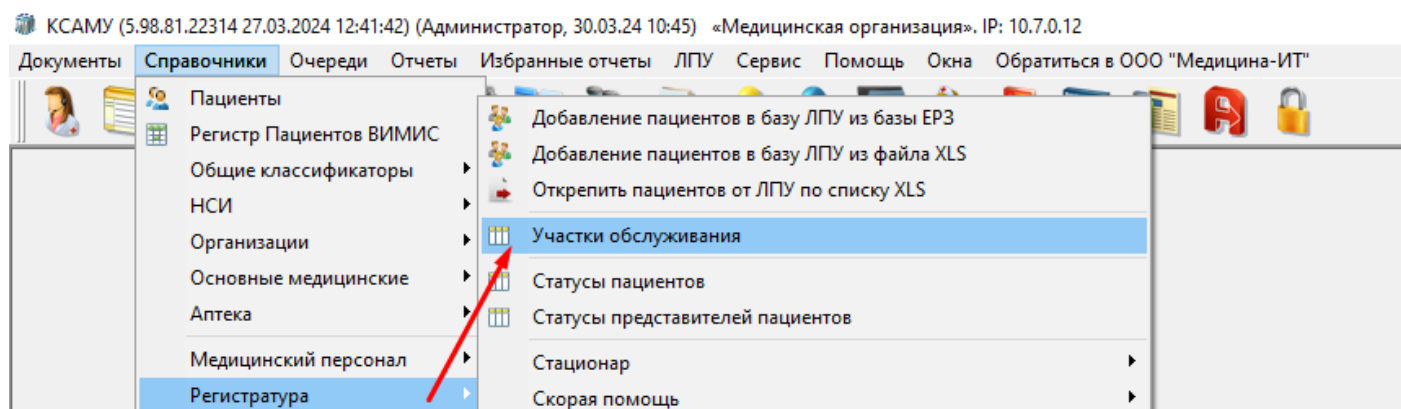 КСАМУ (5.98.81.22314 27.03.2024 12:41:42) (Администратор, 30.03.24 10:45) «Медицинская организация». IP: 10.7.0.12
Документы Справочники Очереди Отчеты Избранные отчеты ЛПУ Сервис Помощь Окна Обратиться в ООО "Медицина-ИТ"
Пациенты
Регистр Пациентов ВИМИС
Общие классификаторы
НСИ
Организации
Основные медицинские
Аптека
Медицинский персонал
Регистратура
Добавление пациентов в базу ЛПУ из базы ЕРЗ
Добавление пациентов в базу ЛПУ из файла XLS
Открепить пациентов от ЛПУ по списку XLS
Участки обслуживания
Статусы пациентов
Статусы представителей пациентов
Стационар
Скорая помощь